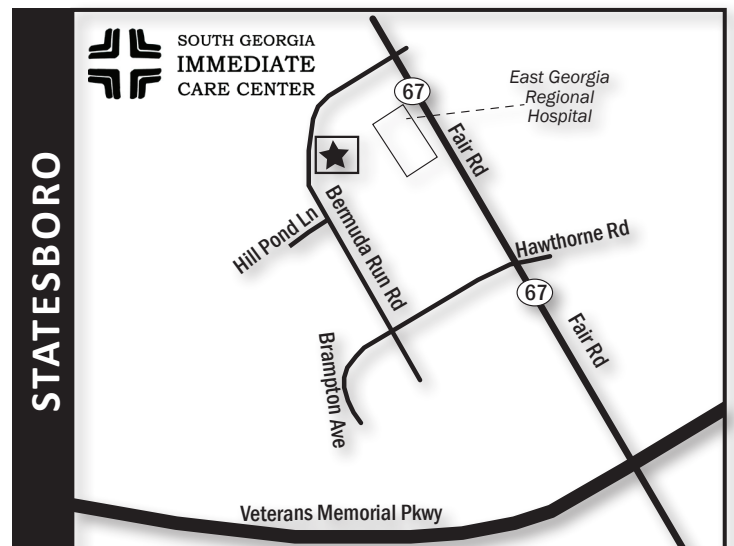 STATESBORO
SOUTH GEORGIA
IMMEDIATE
CARE CENTER
67
East Georgia
Regional
Hospital
Fair Rd
Bermuda Run Rd
Hill Pond Ln
Hawthorne Rd
67
Fair Rd
Brampton Ave
Veterans Memorial Pkwy